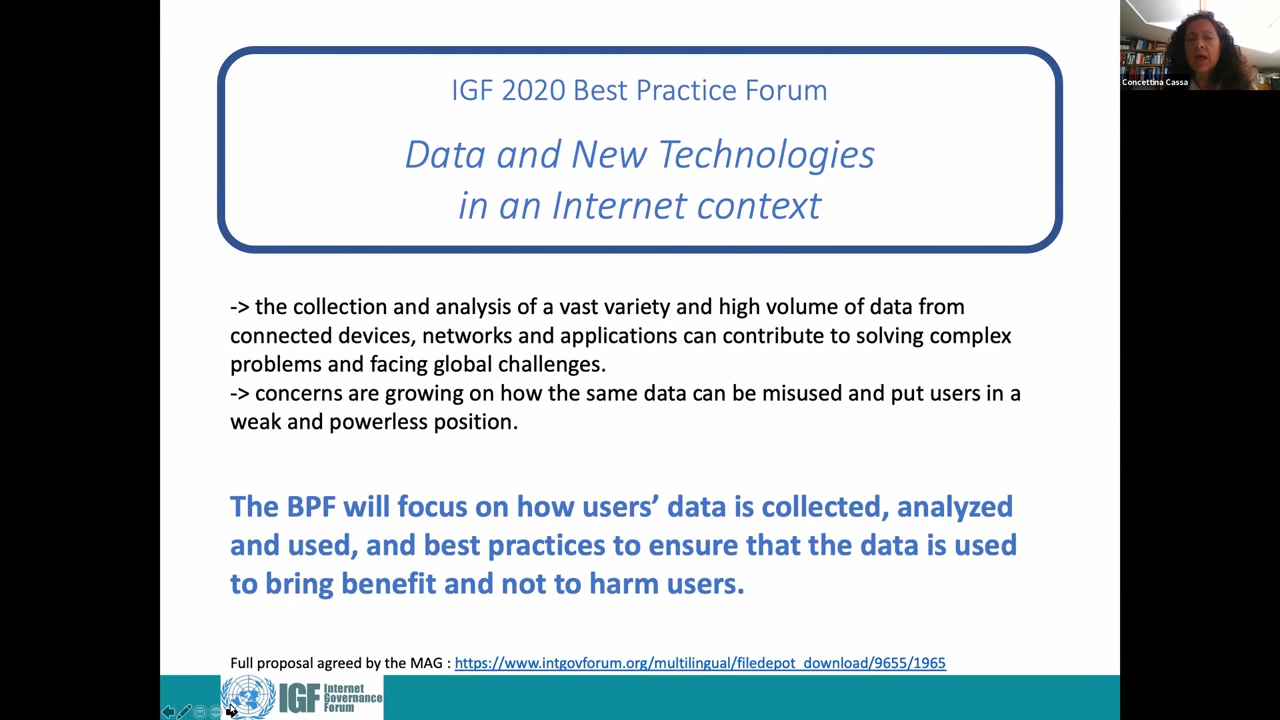 IGF 2020 Best Practice Forum
Data and New Technologies
in an Internet context
-> the collection and analysis of a vast variety and high volume of data from
connected devices, networks and applications can contribute to solving complex
problems and facing global challenges.
-> concerns are growing on how the same data can be misused and put users in a
weak and powerless position.
The BPF will focus on how users’ data is collected, analyzed
and used, and best practices to ensure that the data is used
to bring benefit and not to harm users.
Full proposal agreed by the MAG : https://www.intgovforum.org/multilingual/filedepot_download/9655/1965
IGF
Internet
Governance
Forum
Concettina Cassa